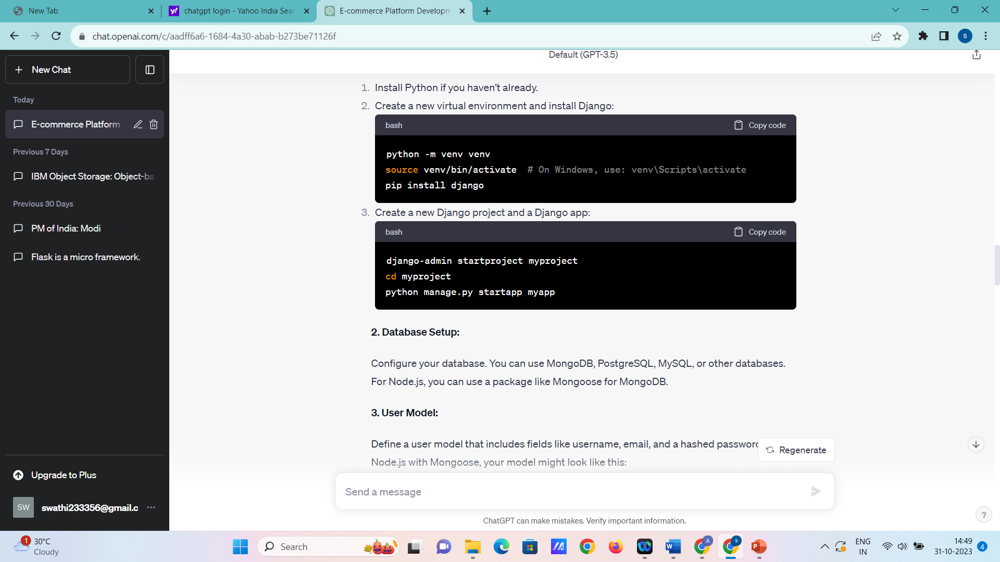 New Tab
chatgpt login - Yahoo India Sear
E-commerce Platform Developm
chat.openai.com/c/aadff6a6-1684-4a30-abab-b273be71126f
S
New Chat
Today
E-commerce Platform
Previous 7 Days
IBM Object Storage: Object-ba
Previous 30 Days
PM of India: Modi
Flask is a micro framework.
Upgrade to Plus
SW
swathi233356@gmail.c
Default (GPT-3.5)
1. Install Python if you haven't already.
2. Create a new virtual environment and install Django:
bash
Copy code
python -m venv venv
source venv/bin/activate  # On Windows, use: venv\Scripts\activate
pip install django
3. Create a new Django project and a Django app:
bash
Copy code
django-admin startproject myproject
cd myproject
python manage.py startapp myapp
2. Database Setup:
Configure your database. You can use MongoDB, PostgreSQL, MySQL, or other databases.
For Node.js, you can use a package like Mongoose for MongoDB.
3. User Model:
Define a user model that includes fields like username, email, and a hashed password
Node.js with Mongoose, your model might look like this:
Regenerate
Send a message
ChatGPT can make mistakes. Verify important information.
?
1
30°C
Cloudy
Search
A
S
W
P
ENG
IN
14:49
31-10-2023
4